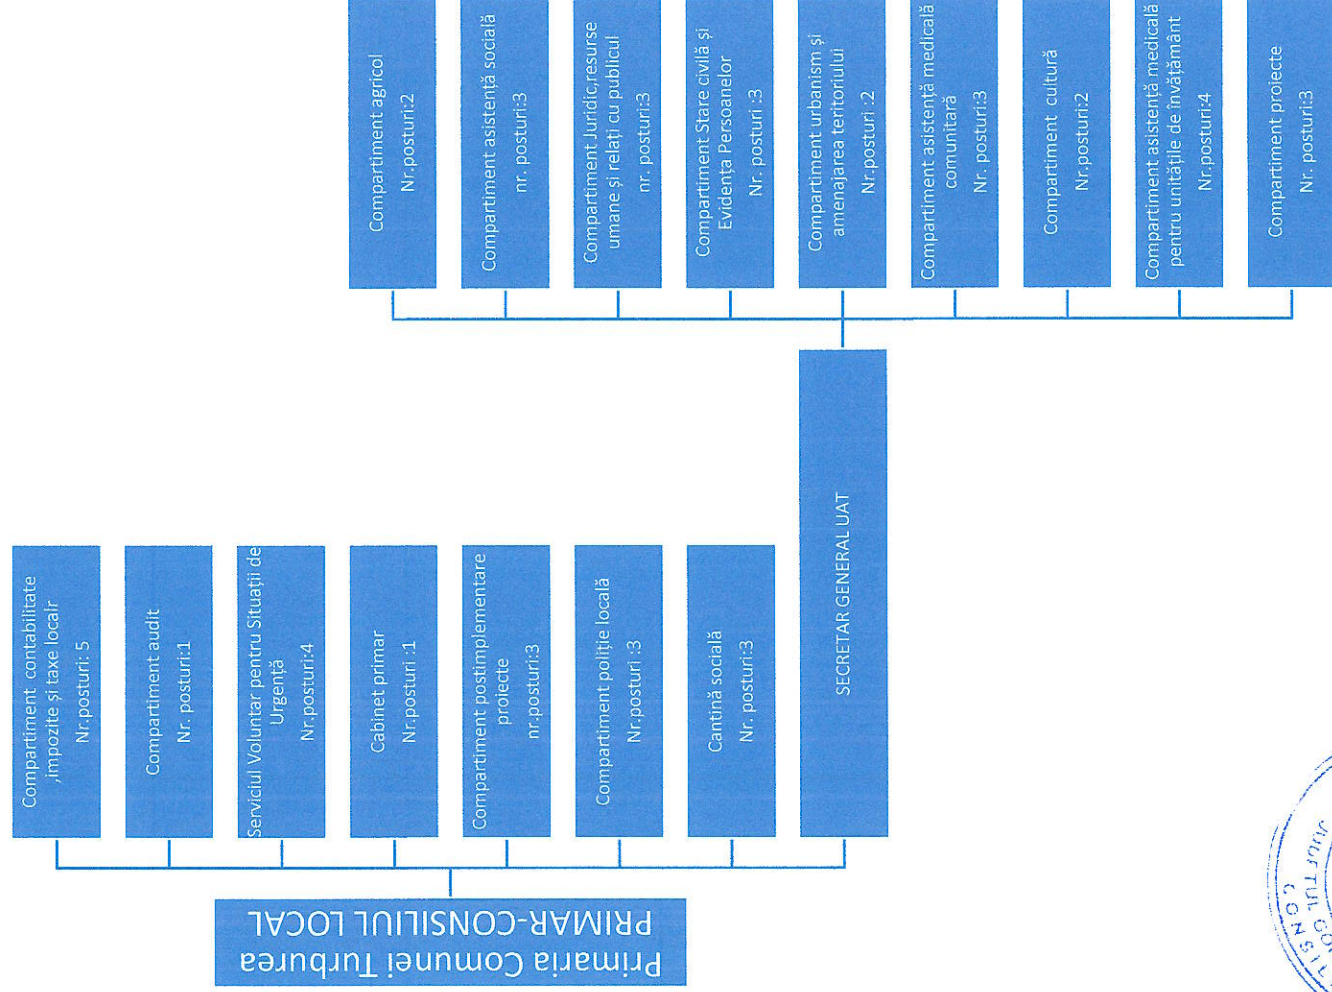 Primaria Comunei Turburea
PRIMAR-CONSILIUL LOCAL
Compartiment contabilitate
,impozite și taxe localr
Nr.posturi: 5
Compartiment audit
Nr. posturi:1
Serviciul Voluntar pentru Situații de
Urgență
Nr.posturi:4
Cabinet primar
Nr.posturi :1
Compartiment postimplementare
proiecte
nr.posturi:3
Compartiment poliție locală
Nr.posturi :3
Cantină socială
Nr. posturi:3
SECRETAR GENERAL UAT
Compartiment agricol
Nr.posturi:2
Compartiment asistență socială
nr. posturi:3
Compartiment Juridic,resurse
umane și relați cu publicul
nr. posturi:3
Compartiment Stare civilă și
Evidența Persoanelor
Nr. posturi :3
Compartiment urbanism și
amenajarea teritoriului
Nr.posturi :2
Compartiment asistență medicală
comunitară
Nr. posturi:3
Compartiment cultură
Nr.posturi:2
Compartiment asistență medicală
pentru unitățile de învățământ
Nr.posturi:4
Compartiment proiecte
Nr. posturi:3
JUDETUL